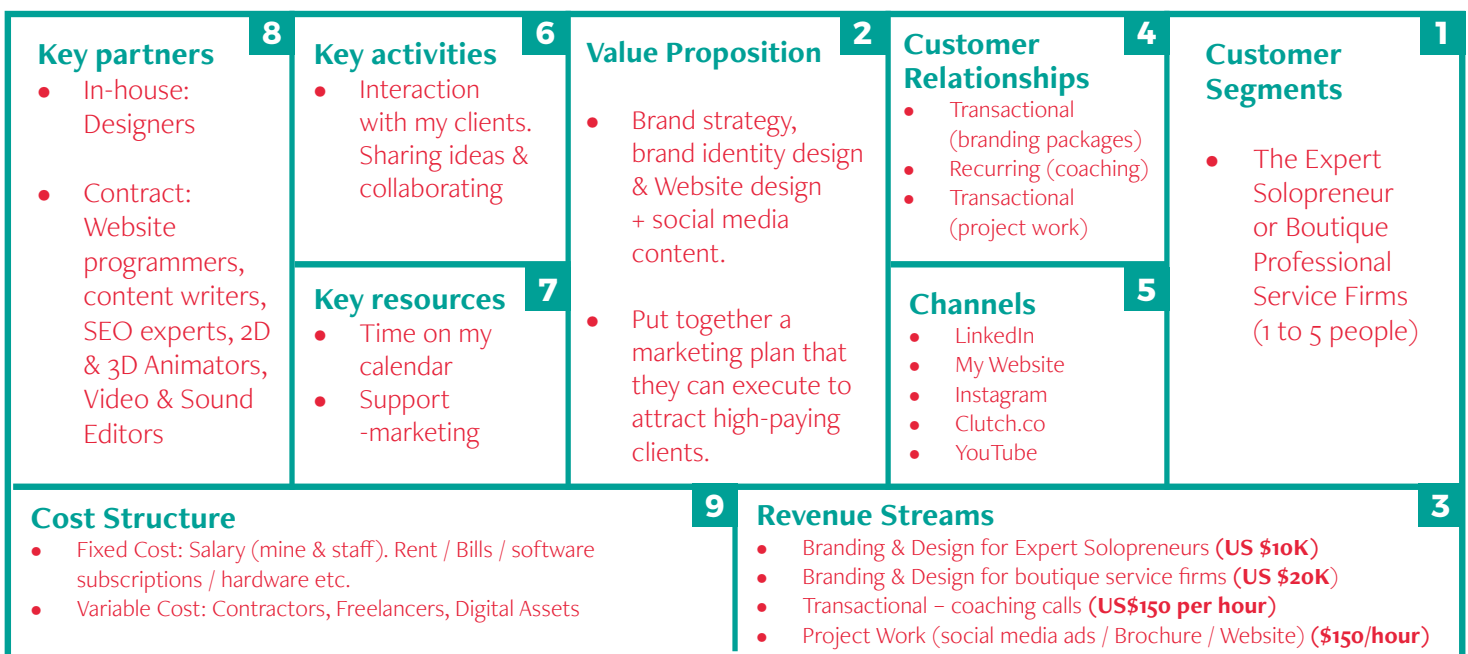 8
Key partners
● In-house:
Designers
● Contract:
Website
programmers,
content writers,
SEO experts, 2D
& 3D Animators,
Video & Sound
Editors
6
Key activities
● Interaction
with my clients.
Sharing ideas &
collaborating
7
Key resources
● Time on my
calendar
● Support
-marketing
2
Value Proposition
● Brand strategy,
brand identity design
& Website design
+ social media
content.
● Put together a
marketing plan that
they can execute to
attract high-paying
clients.
4
Customer
Relationships
● Transactional
(branding packages)
● Recurring (coaching)
● Transactional
(project work)
5
Channels
● LinkedIn
● My Website
● Instagram
● Clutch.co
● YouTube
1
Customer
Segments
● The Expert
Solopreneur
or Boutique
Professional
Service Firms
(1 to 5 people)
9
Cost Structure
● Fixed Cost: Salary (mine & staff). Rent / Bills / software
subscriptions / hardware etc.
● Variable Cost: Contractors, Freelancers, Digital Assets
3
Revenue Streams
● Branding & Design for Expert Solopreneurs (US $10K)
● Branding & Design for boutique service firms (US $20K)
● Transactional – coaching calls (US$150 per hour)
● Project Work (social media ads / Brochure / Website) ($150/hour)